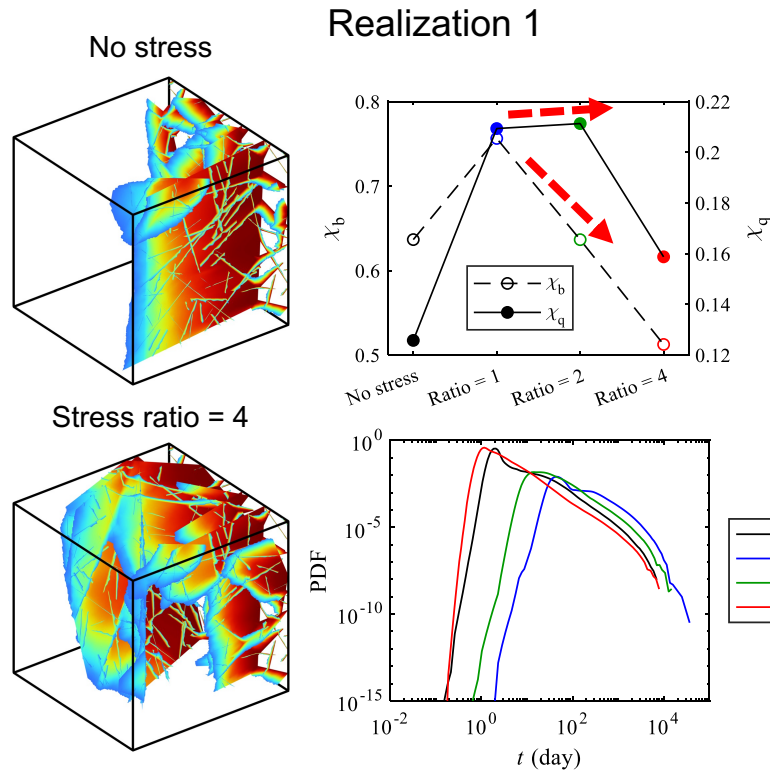 Realization 1
No stress
0.8
0.7
0.6
0.5
χb
0.22
0.2
0.18
0.16
0.14
0.12
χq
χb
χq
No stress
Ratio = 1
Ratio = 2
Ratio = 4
Stress ratio = 4
10^0
10^-5
10^-10
10^-15
PDF
10^-2
10^0
10^2
10^4
t (day)